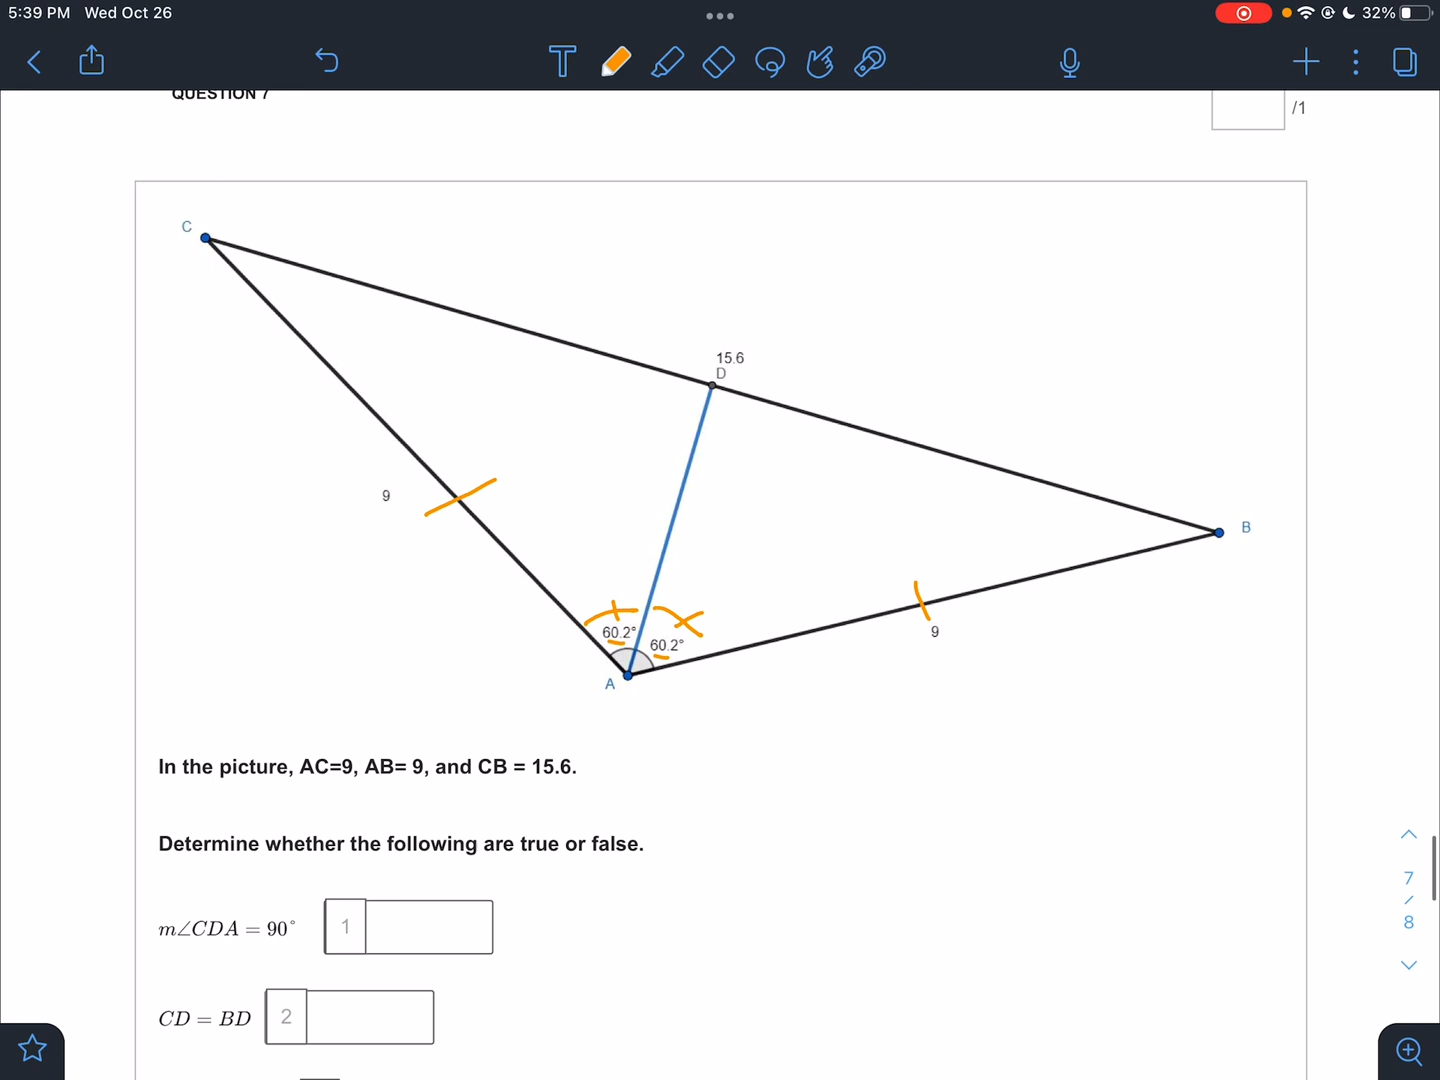 5:39 PM Wed Oct 26
32%
QUESTION 7
/1
C
15.6
D
9
B
60.2°
60.2°
9
A
In the picture, AC=9, AB= 9, and CB = 15.6.
Determine whether the following are true or false.
m∠CDA = 90°
1
CD = BD
2
7
/
8